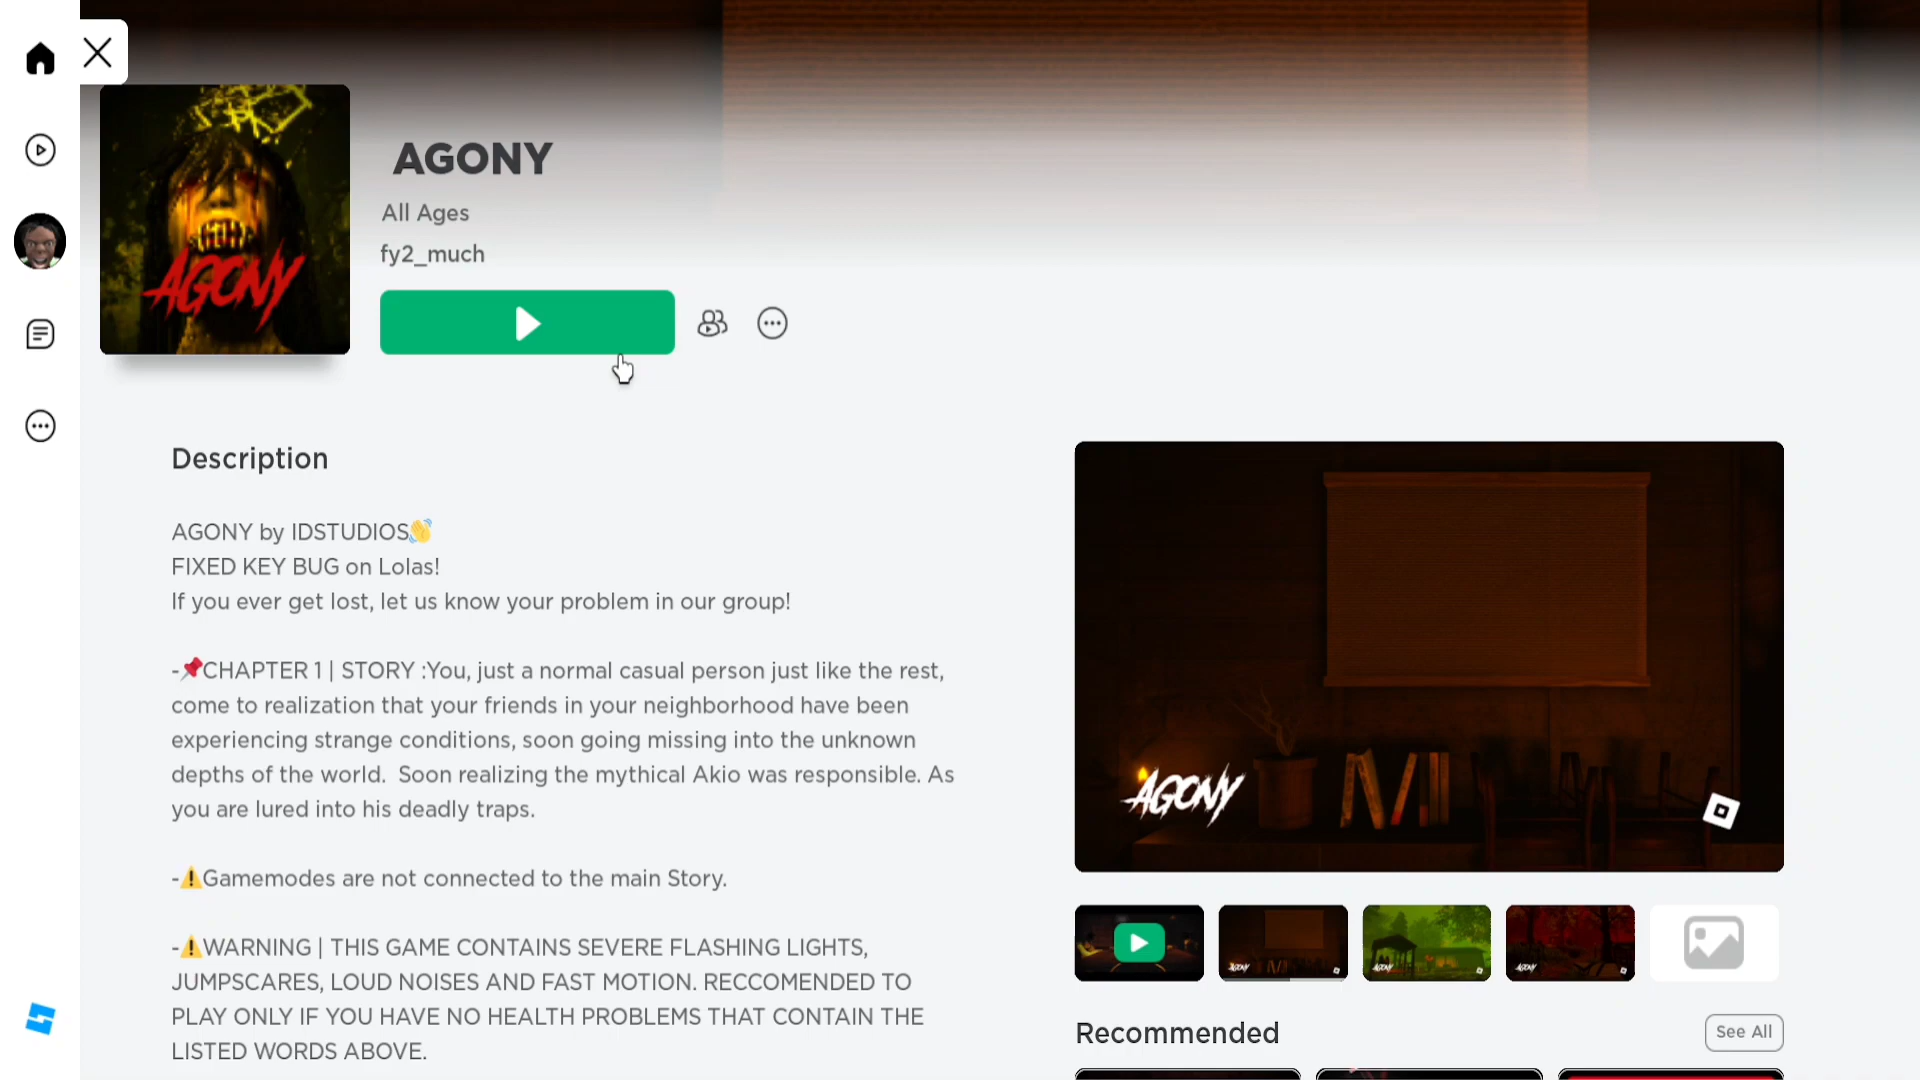 AGONY
AGONY
All Ages
fy2_much
Description
AGONY by IDSTUDIOS👋
FIXED KEY BUG on Lolas!
If you ever get lost, let us know your problem in our group!
-📌CHAPTER 1 | STORY :You, just a normal casual person just like the rest,
come to realization that your friends in your neighborhood have been
experiencing strange conditions, soon going missing into the unknown
depths of the world.  Soon realizing the mythical Akio was responsible. As
you are lured into his deadly traps.
-⚠️Gamemodes are not connected to the main Story.
-⚠️WARNING | THIS GAME CONTAINS SEVERE FLASHING LIGHTS,
JUMPSCARES, LOUD NOISES AND FAST MOTION. RECCOMENDED TO
PLAY ONLY IF YOU HAVE NO HEALTH PROBLEMS THAT CONTAIN THE
LISTED WORDS ABOVE.
AGONY
AGONY
AGONY
AGONY
Recommended
See All